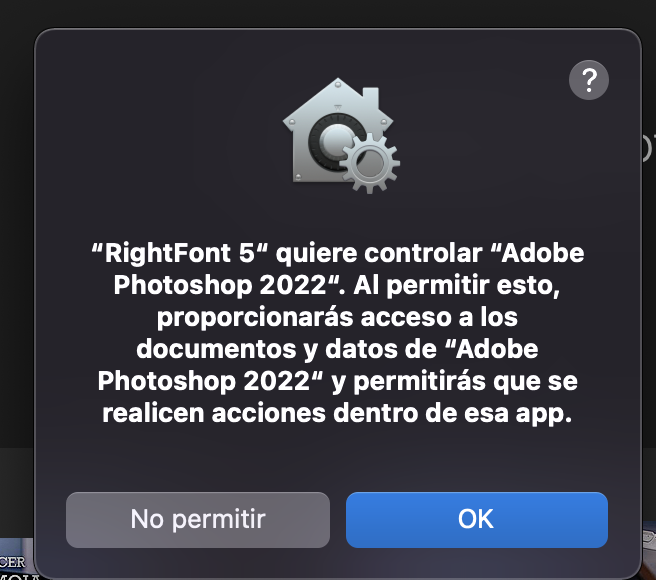 ?
“RightFont 5“ quiere controlar “Adobe
Photoshop 2022“. Al permitir esto,
proporcionarás acceso a los
documentos y datos de “Adobe
Photoshop 2022“ y permitirás que se
realicen acciones dentro de esa app.
No permitir
OK